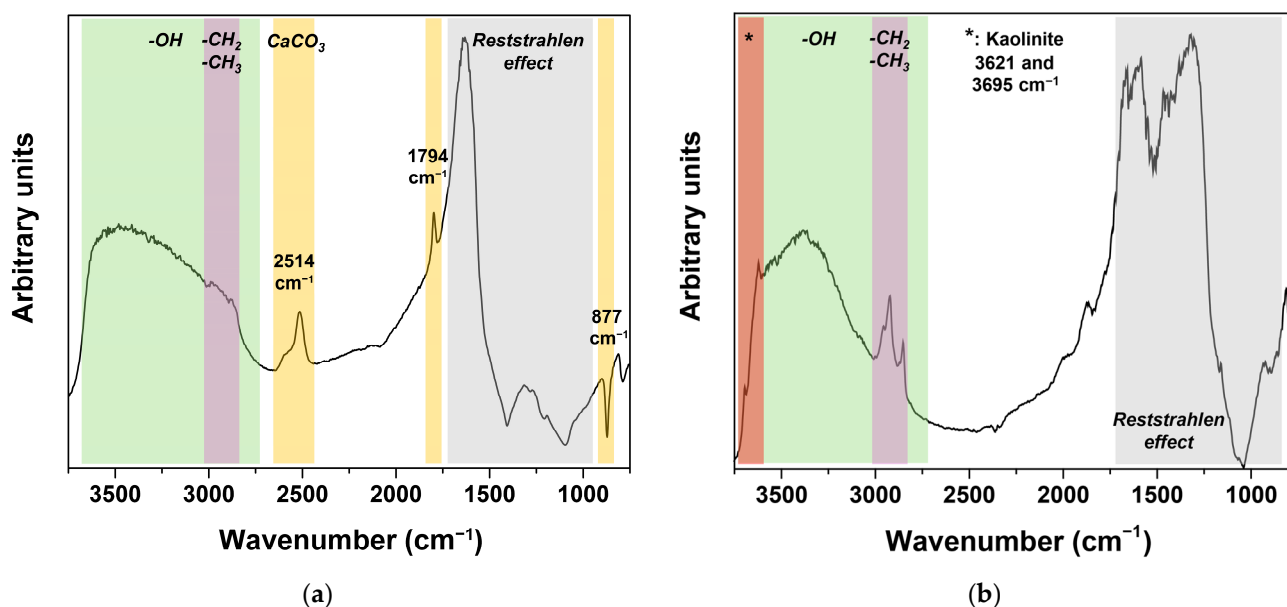 -OH
-CH₂
-CH₃
CaCO₃
Reststrahlen
effect
1794
cm⁻¹
2514
cm⁻¹
877
cm⁻¹
Arbitrary units
3500
3000
2500
2000
1500
1000
Wavenumber (cm⁻¹)
(a)
*
-OH
-CH₂
-CH₃
*: Kaolinite
3621 and
3695 cm⁻¹
Reststrahlen
effect
Arbitrary units
3500
3000
2500
2000
1500
1000
Wavenumber (cm⁻¹)
(b)